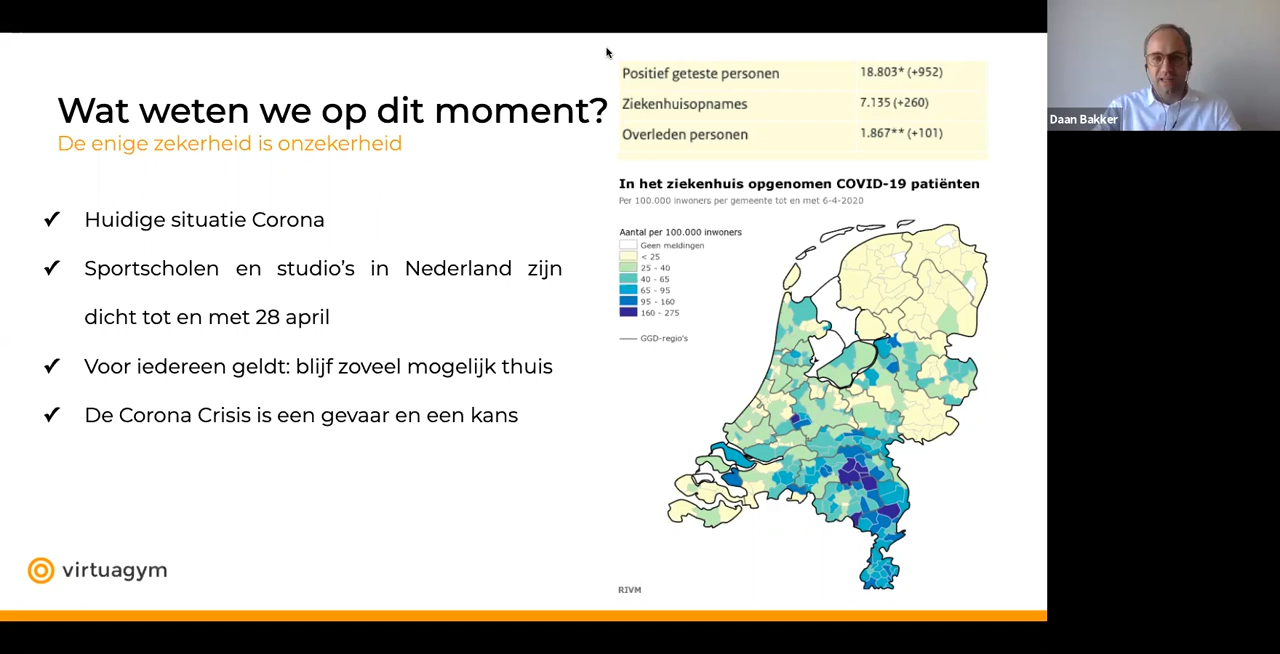 Wat weten we op dit moment?
De enige zekerheid is onzekerheid
✔ Huidige situatie Corona
✔ Sportscholen en studio's in Nederland zijn
dicht tot en met 28 april
✔ Voor iedereen geldt: blijf zoveel mogelijk thuis
✔ De Corona Crisis is een gevaar en een kans
virtuagym
Positief geteste personen 18.803* (+952)
Ziekenhuisopnames 7.135 (+260)
Overleden personen 1.867** (+101)
In het ziekenhuis opgenomen COVID-19 patiënten
Per 100.000 inwoners per gemeente tot en met 6-4-2020
Aantal per 100.000 inwoners
Geen meldingen
< 25
25 - 40
40 - 65
65 - 95
95 - 160
160 - 275
GGD-regio's
RIVM
Daan Bakker